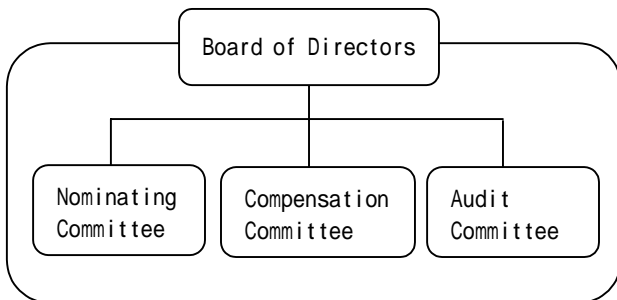 Board of Directors
Nominating
Committee
Compensation
Committee
Audit
Committee